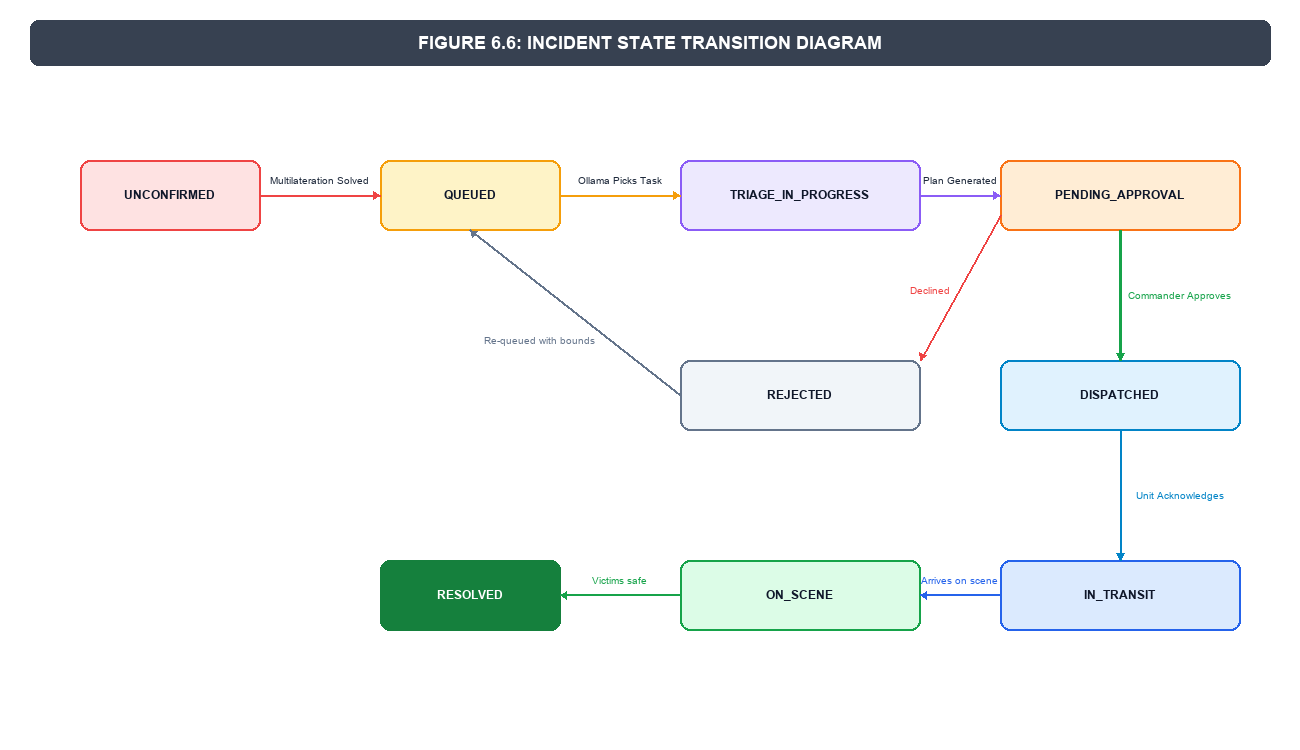 FIGURE 6.6: INCIDENT STATE TRANSITION DIAGRAM
UNCONFIRMED
Multilateration Solved
QUEUED
Ollama Picks Task
TRIAGE_IN_PROGRESS
Plan Generated
PENDING_APPROVAL
Declined
Commander Approves
Re-queued with bounds
REJECTED
DISPATCHED
Unit Acknowledges
RESOLVED
Victims safe
ON_SCENE
Arrives on scene
IN_TRANSIT